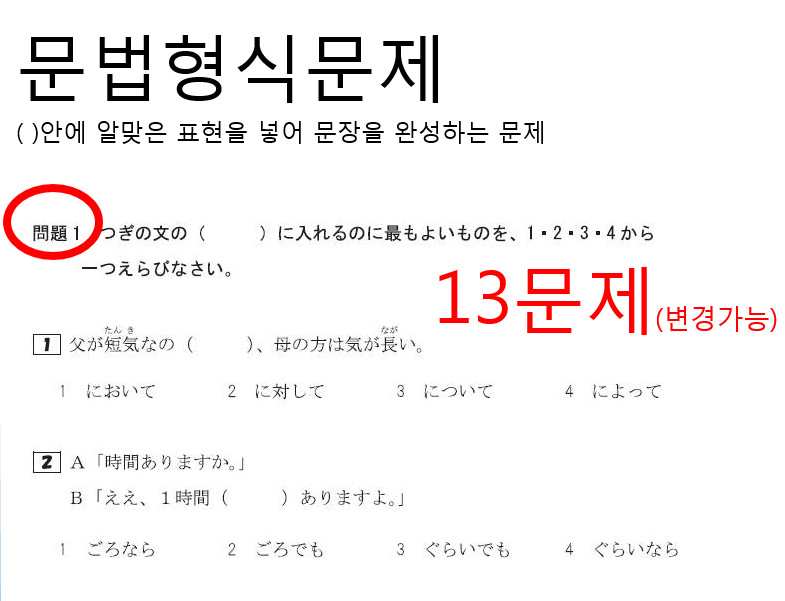 문법형식문제
( )안에 알맞은 표현을 넣어 문장을 완성하는 문제
問題1 つぎの文の（　　　）に入れるのに最もよいものを、1・2・3・4から
一つえらびなさい。
13문제(변경가능)
たん き なが
1 父が短気なの（　　　）、母の方は気が長い。
1 において 2 に対して 3 について 4 によって
2 A「時間ありますか。」
B「ええ、1時間（　　　）ありますよ。」
1 ごろなら 2 ごろでも 3 ぐらいでも 4 ぐらいなら